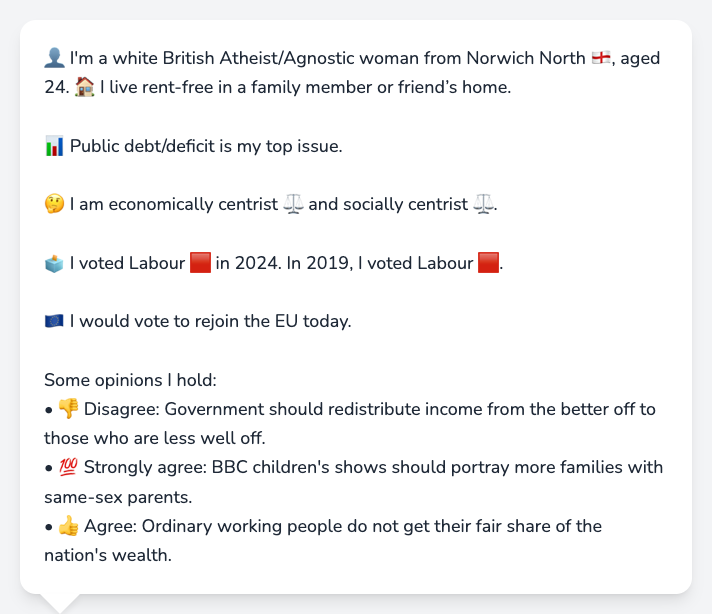 👤 I'm a white British Atheist/Agnostic woman from Norwich North 🏴󠁧󠁢󠁥󠁮󠁧󠁿, aged
24. 🏠 I live rent-free in a family member or friend’s home.
📊 Public debt/deficit is my top issue.
🤔 I am economically centrist ⚖️ and socially centrist ⚖️.
🗳️ I voted Labour 🟥 in 2024. In 2019, I voted Labour 🟥.
🇪🇺 I would vote to rejoin the EU today.
Some opinions I hold:
• 👎 Disagree: Government should redistribute income from the better off to
those who are less well off.
• 💯 Strongly agree: BBC children's shows should portray more families with
same-sex parents.
• 👍 Agree: Ordinary working people do not get their fair share of the
nation's wealth.